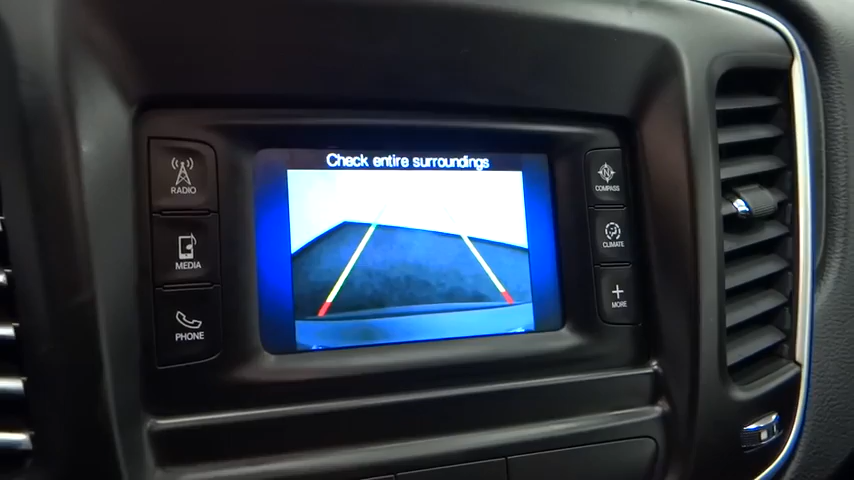 Check entire surroundings
RADIO
MEDIA
PHONE
N
COMPASS
CLIMATE
MORE